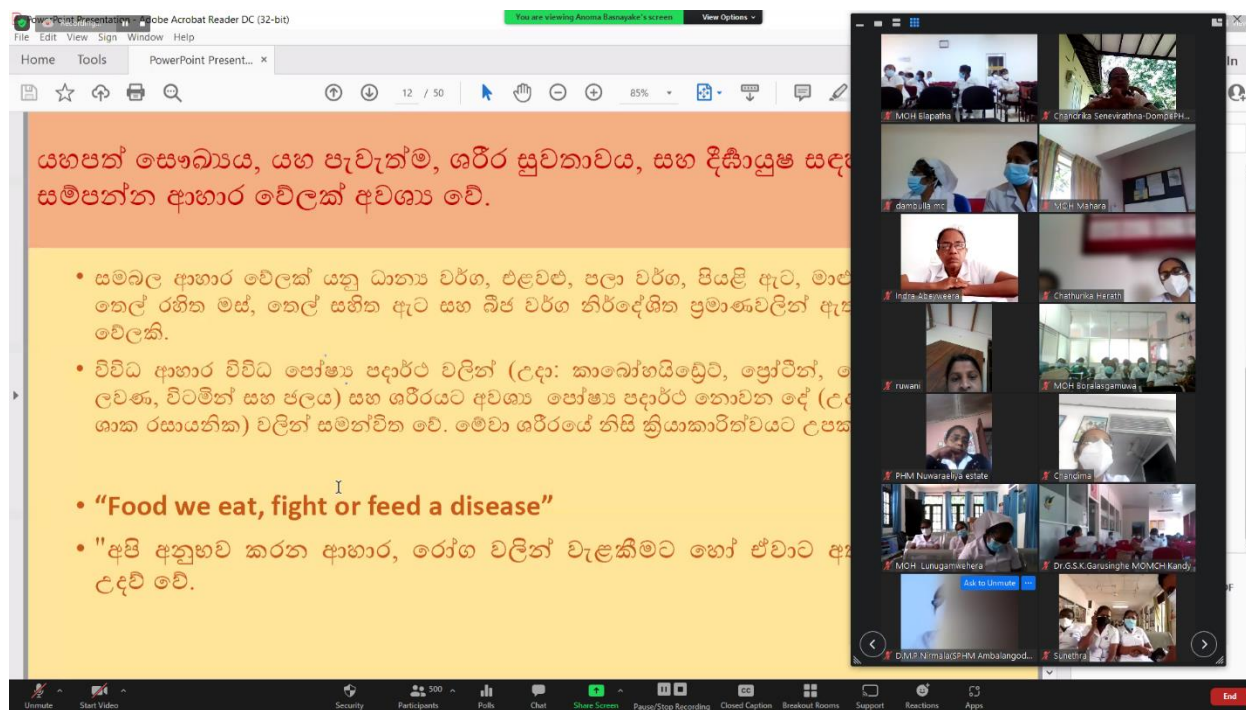 PowerPoint Presentation - Adobe Acrobat Reader DC (32-bit)
You are viewing Anoma Basnayake's screen
View Options
File Edit View Sign Window Help
Home Tools PowerPoint Present... ×
In
12 / 50
85%
යහපත් සෞඛ්‍යය, යහ පැවැත්ම, ශරීර සුවතාවය, සහ දීර්ඝායුෂ
සම්පන්න ආහාර වේලක් අවශ්‍ය වේ.
• සමබල ආහාර වේලක් යනු ධාන්‍ය වර්ග, එළවළු, පලා වර්ග, පියළි ඇට,
තෙල් රහිත මස්, තෙල් සහිත ඇට සහ බීජ වර්ග නිර්දේශිත ප්‍රමාණවලින්
වේලකි.
• විවිධ ආහාර විවිධ පෝෂ්‍ය පදාර්ථ වලින් (උදා: කාබෝහයිඩ්‍රේට්, ප්‍රෝටීන්,
ලවණ, විටමින් සහ ජලය) සහ ශරීරයට අවශ්‍ය පෝෂ්‍ය පදාර්ථ නොවන දේ
ශාක රසායනික) වලින් සමන්විත වේ. මේවා ශරීරයේ නිසි ක්‍රියාකාරිත්වයට
• “Food we eat, fight or feed a disease”
• "අපි අනුභව කරන ආහාර, රෝග වලින් වැළකීමට හෝ ඒවාට
උදව් වේ.
MOH Elapatha
Chandrika Senevirathna-DompePH...
dambulla mc
MOH Mahara
Indra Abeyweera
Chathurika Herath
ruwani
MOH Boralasgamuwa
PHM Nuwaraeliya estate
Chandima
MOH Lunugamwehera
Dr.G.S.K.Garusinghe MOMCH Kandy
Ask to Unmute ...
D.M.P.Nirmala(SPHM Ambalangod...
Sunethra
Unmute
Start Video
Security
Participants
500
Polls
Chat
Share Screen
Pause/Stop Recording
CC
Closed Caption
Breakout Rooms
Support
Reactions
Apps
End